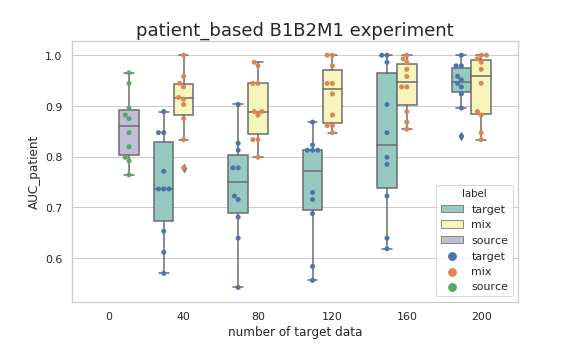 patient_based B1B2M1 experiment
1.0
0.9
0.8
0.7
0.6
AUC_patient
0
40
80
120
160
200
number of target data
label
target
mix
source
target
mix
source